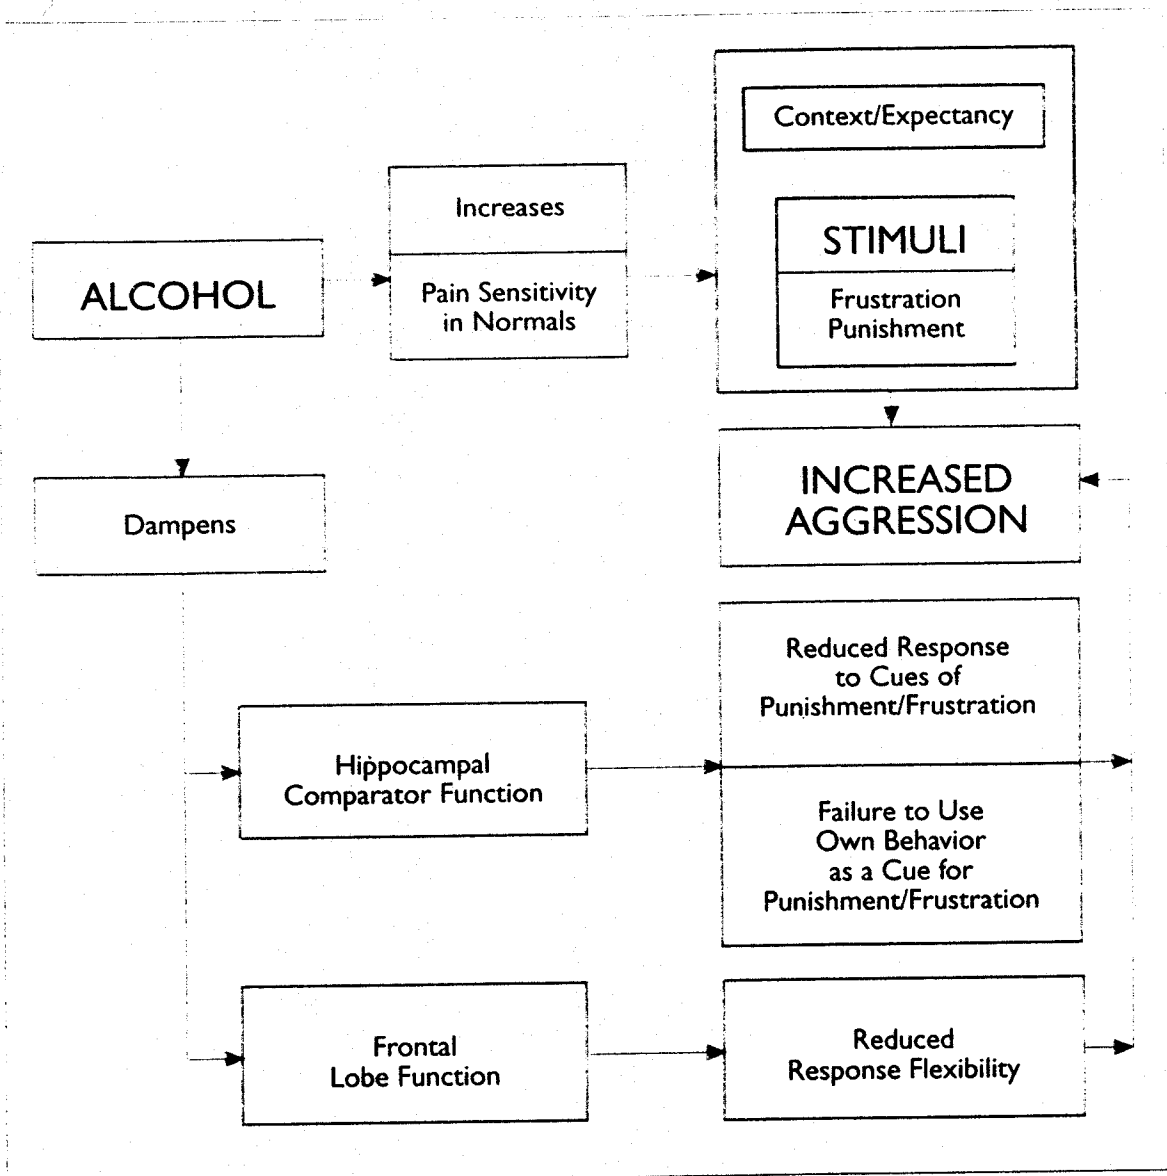 Context/Expectancy
Increases
STIMULI
ALCOHOL
Pain Sensitivity
in Normals
Frustration
Punishment
INCREASED
AGGRESSION
Dampens
Reduced Response
to Cues of
Punishment/Frustration
Hippocampal
Comparator Function
Failure to Use
Own Behavior
as a Cue for
Punishment/Frustration
Frontal
Lobe Function
Reduced
Response Flexibility